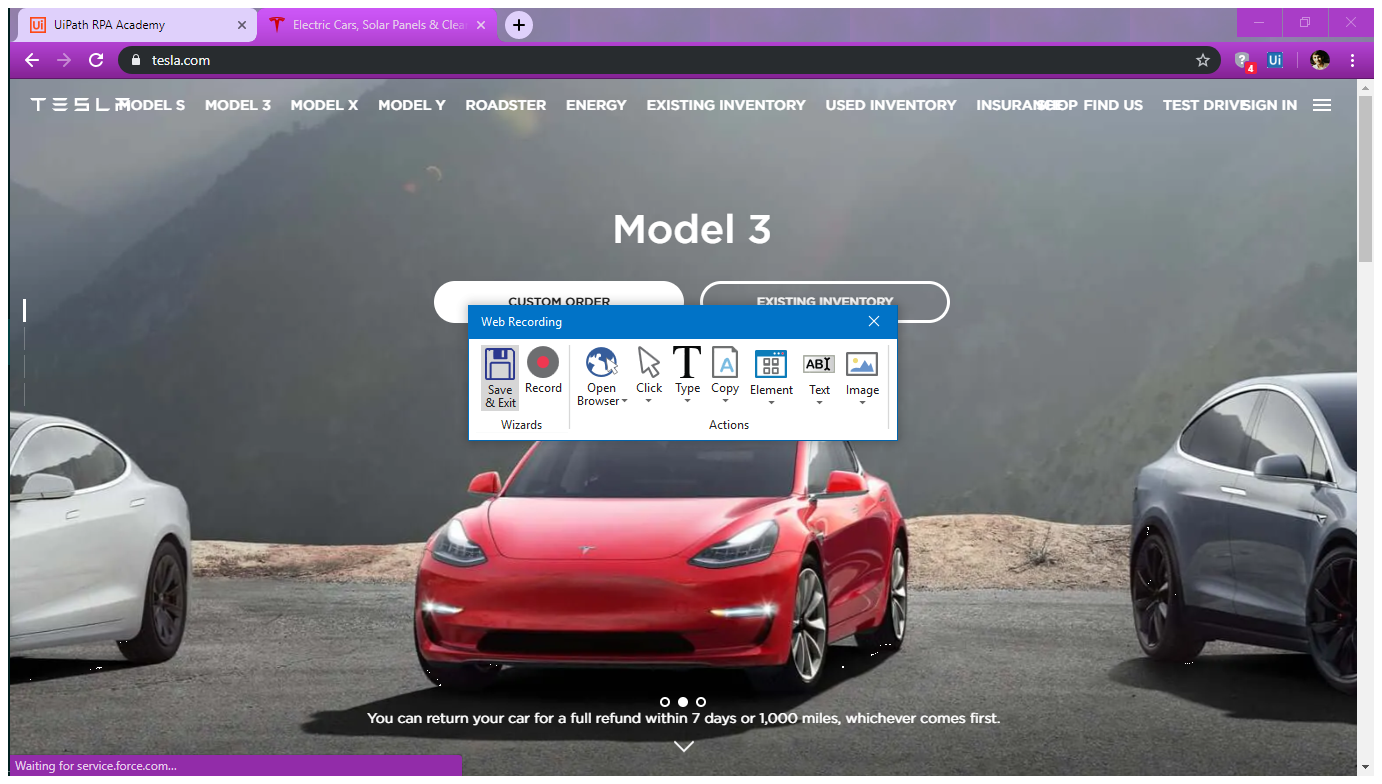 UiPath RPA Academy
Electric Cars, Solar Panels & Clea
tesla.com
4
Ui
TESLA MODEL S MODEL 3 MODEL X MODEL Y ROADSTER ENERGY EXISTING INVENTORY USED INVENTORY INSURANCE SHOP FIND US TEST DRIVE SIGN IN
Model 3
CUSTOM ORDER EXISTING INVENTORY
Web Recording
Save & Exit
Record
Open Browser
Click
Type
Copy
Element
Text
Image
Wizards
Actions
You can return your car for a full refund within 7 days or 1,000 miles, whichever comes first.
Waiting for service.force.com...